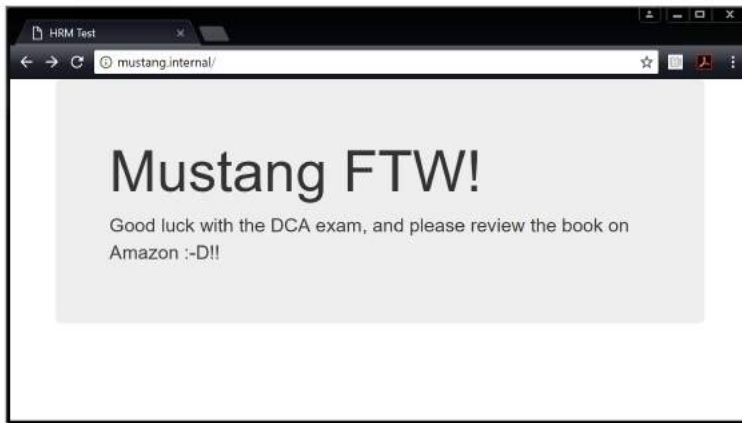 HRM Test
mustang.internal/
Mustang FTW!
Good luck with the DCA exam, and please review the book on
Amazon :-D!!